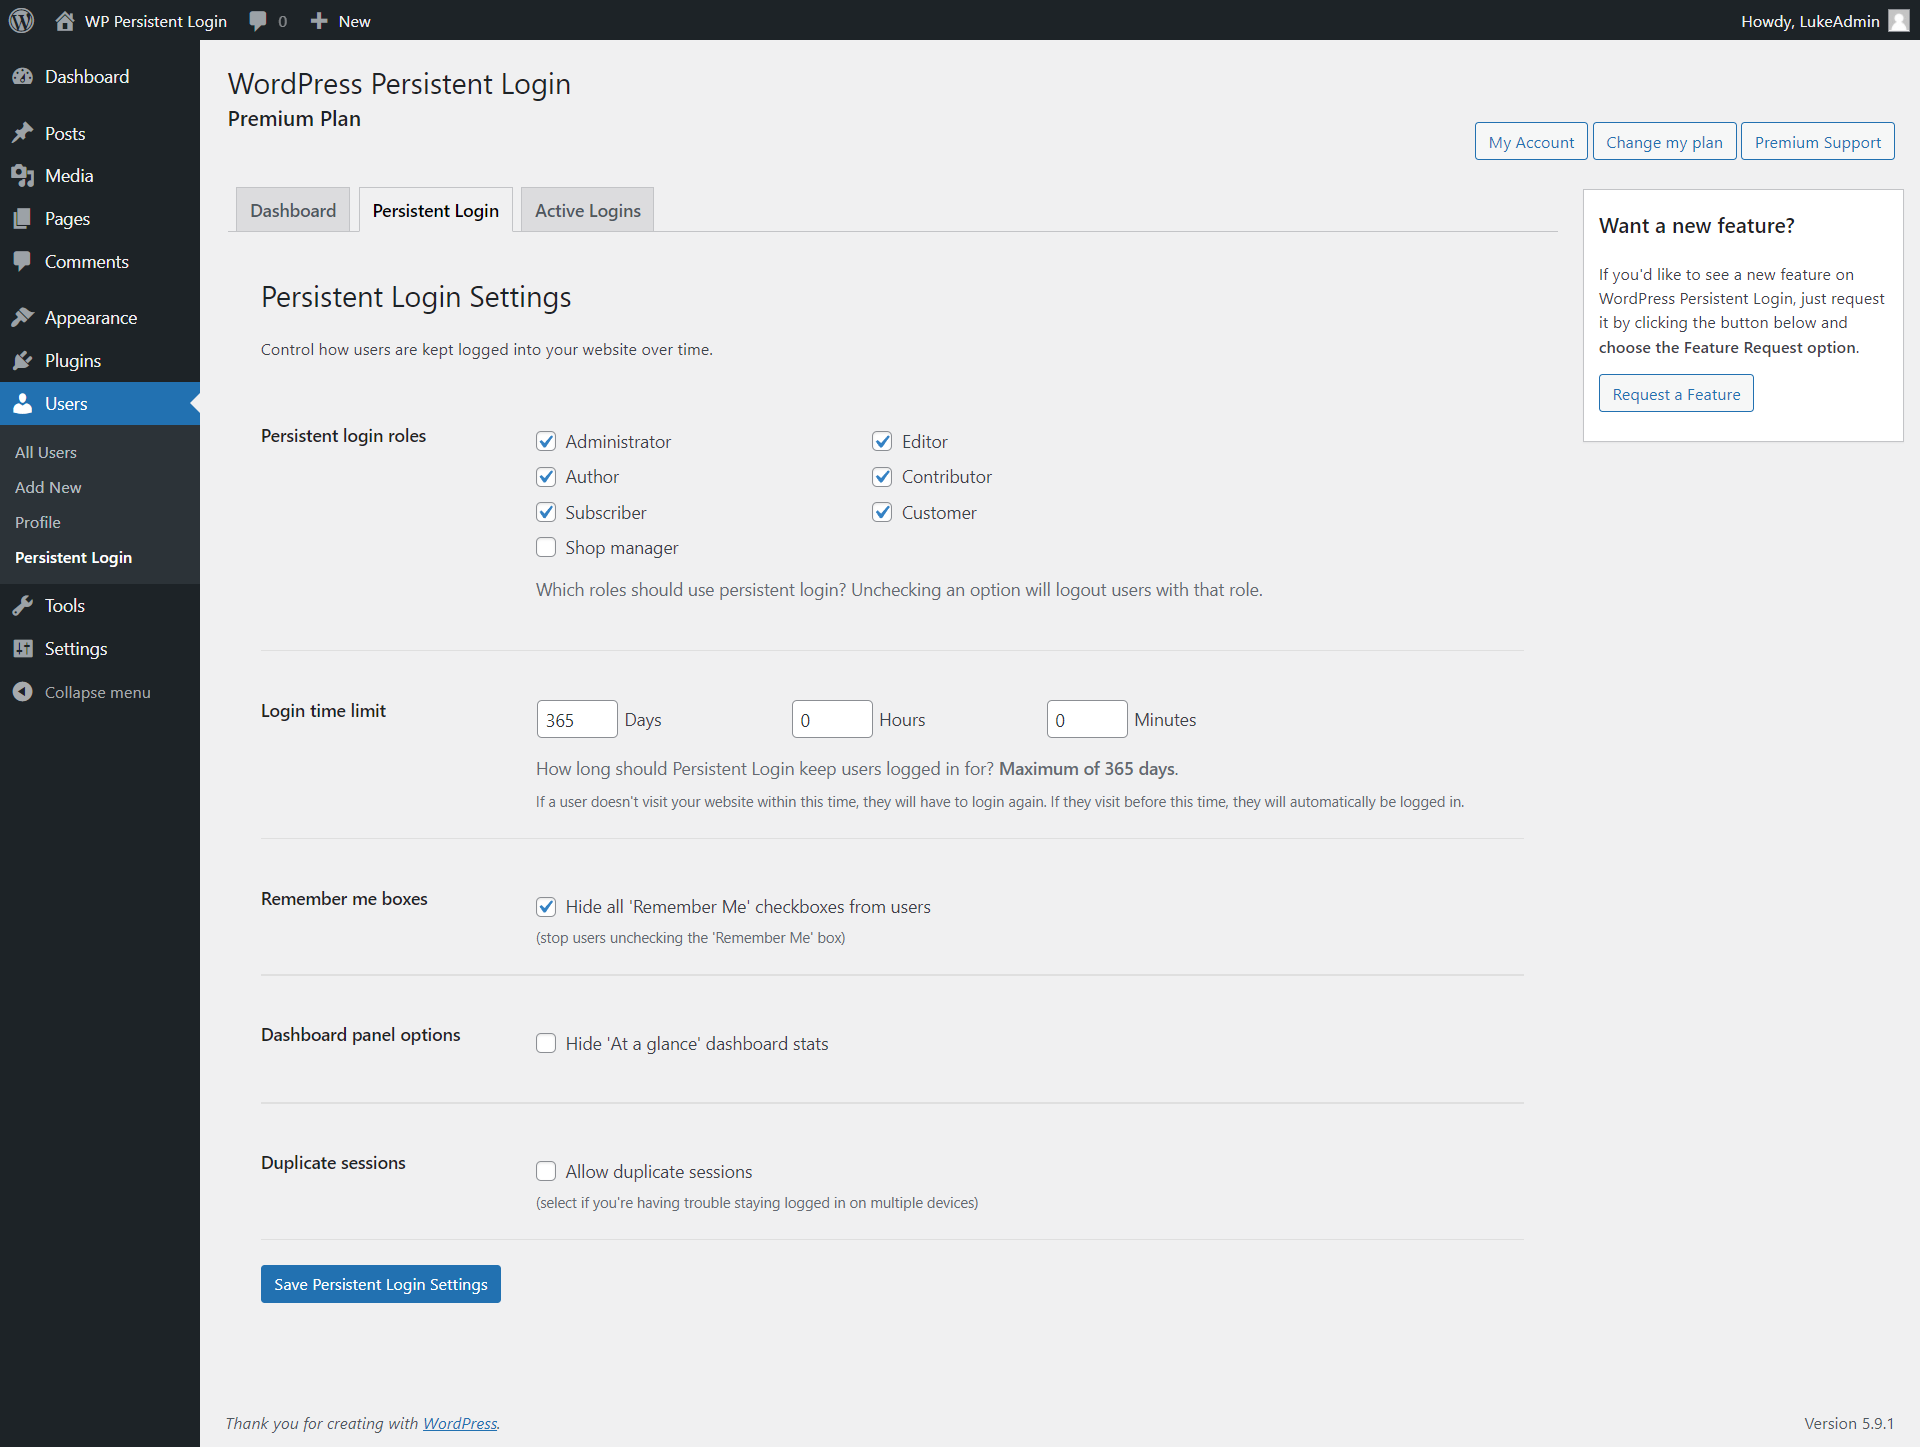 WP Persistent Login
0
New
Howdy, LukeAdmin
Dashboard
Posts
Media
Pages
Comments
Appearance
Plugins
Users
All Users
Add New
Profile
Persistent Login
Tools
Settings
Collapse menu
WordPress Persistent Login
Premium Plan
My Account
Change my plan
Premium Support
Dashboard
Persistent Login
Active Logins
Persistent Login Settings
Control how users are kept logged into your website over time.
Persistent login roles
Administrator
Editor
Author
Contributor
Subscriber
Customer
Shop manager
Which roles should use persistent login? Unchecking an option will logout users with that role.
Login time limit
365 Days
0 Hours
0 Minutes
How long should Persistent Login keep users logged in for? Maximum of 365 days.
If a user doesn't visit your website within this time, they will have to login again. If they visit before this time, they will automatically be logged in.
Remember me boxes
Hide all 'Remember Me' checkboxes from users
(stop users unchecking the 'Remember Me' box)
Dashboard panel options
Hide 'At a glance' dashboard stats
Duplicate sessions
Allow duplicate sessions
(select if you're having trouble staying logged in on multiple devices)
Save Persistent Login Settings
Want a new feature?
If you'd like to see a new feature on
WordPress Persistent Login, just request
it by clicking the button below and
choose the Feature Request option.
Request a Feature
Thank you for creating with WordPress.
Version 5.9.1